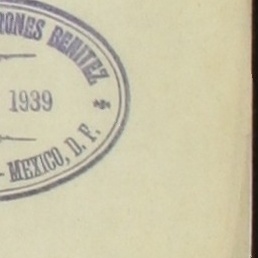 RONES BENITEZ
1939
MEXICO, D. F.